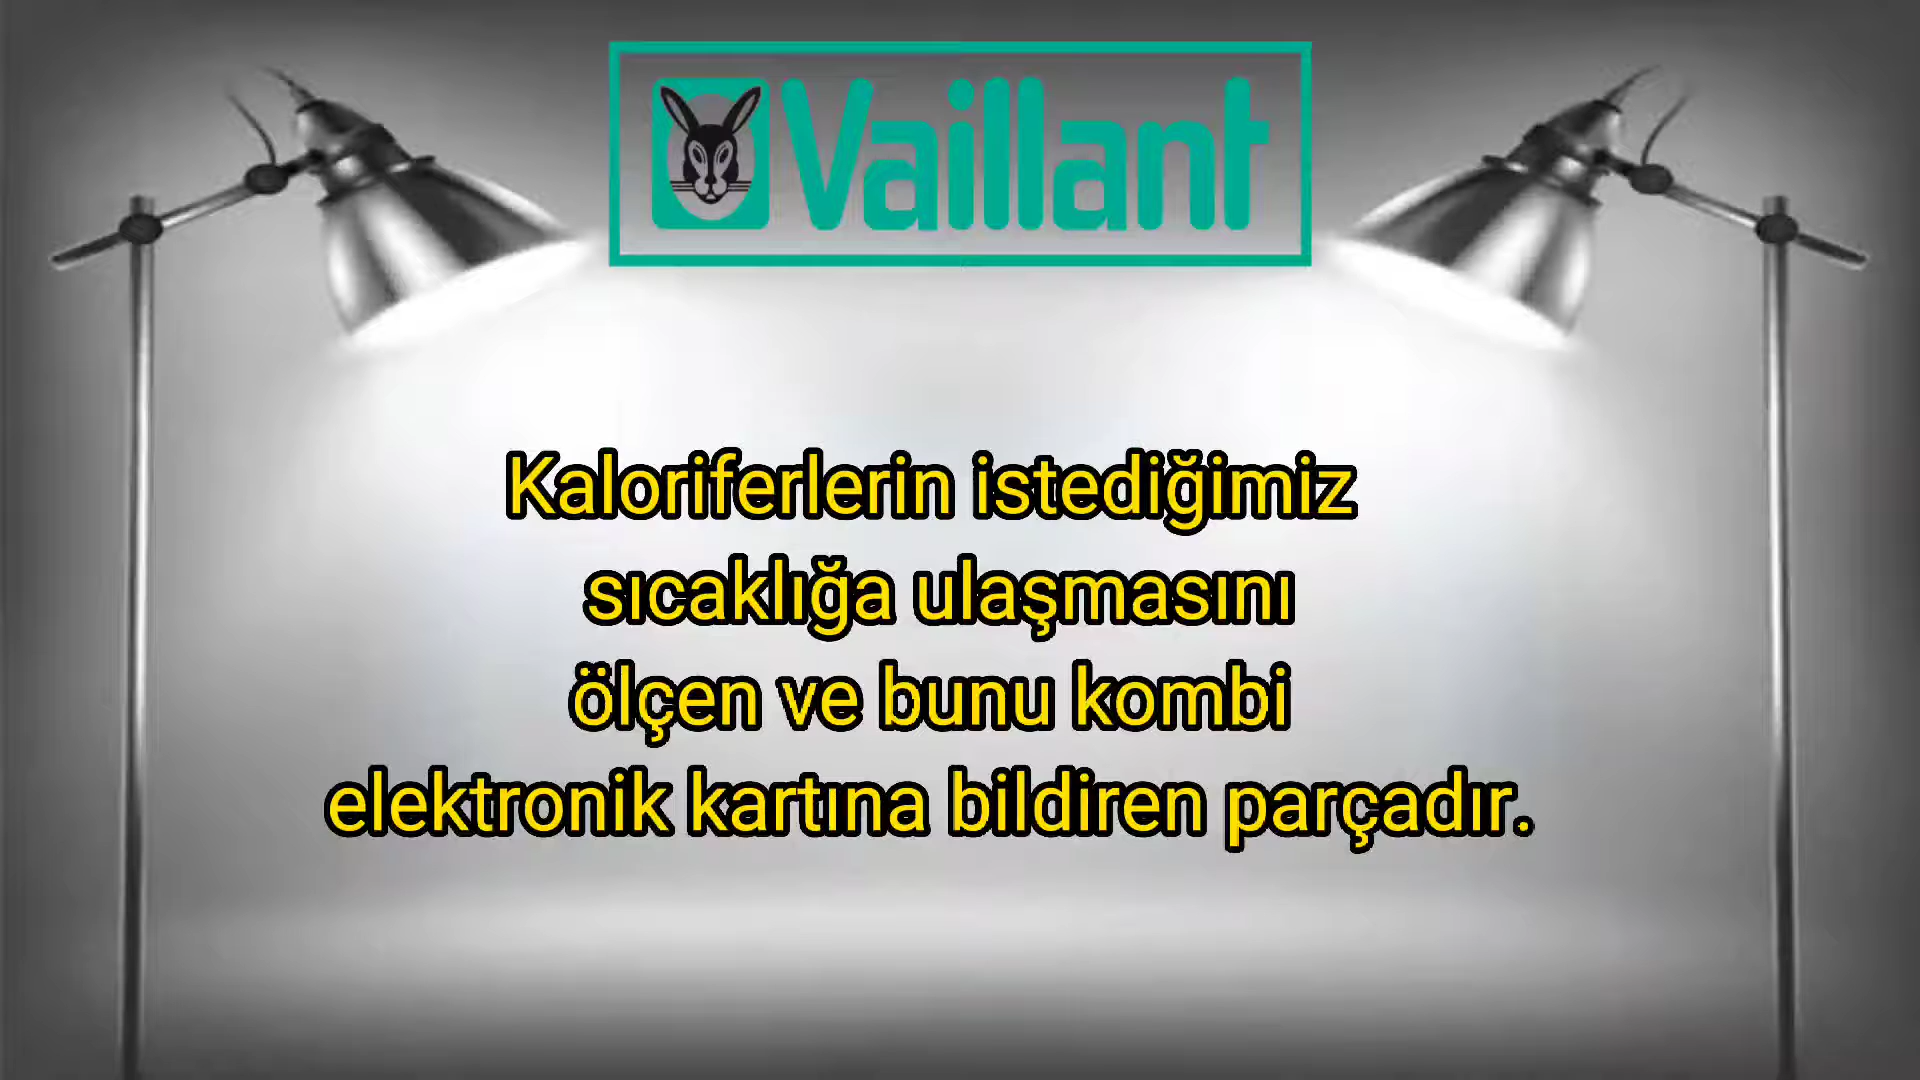 Vaillant
Kaloriferlerin istediğimiz
sıcaklığa ulaşmasını
ölçen ve bunu kombi
elektronik kartına bildiren parçadır.